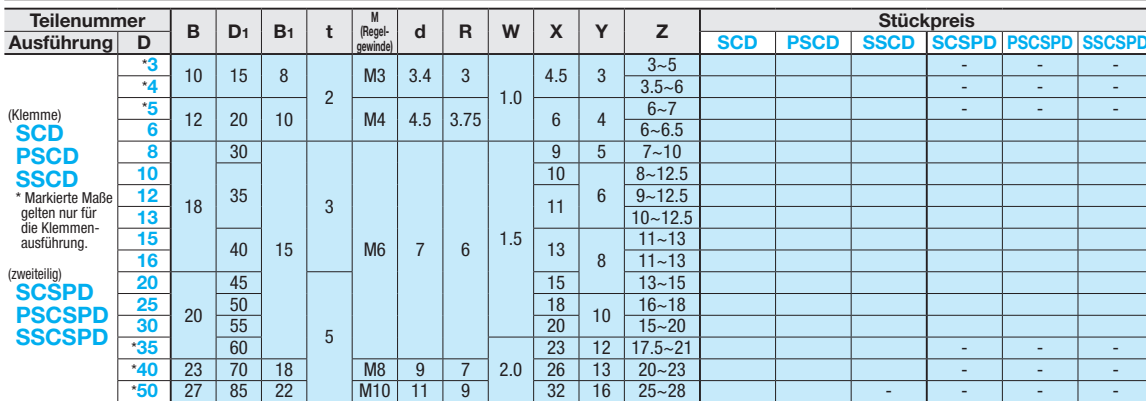 Teilenummer B D1 B1 t M (Regel-gewinde) d R W X Y Z Stückpreis
Ausführung D SCD PSCD SSCD SCSPD PSCSPD SSCSPD
(Klemme)
SCD
PSCD
SSCD
* Markierte Maße
gelten nur für
die Klemmen-
ausführung.
(zweiteilig)
SCSPD
PSCSPD
SSCSPD
*3 10 15 8 2 M3 3.4 3 1.0 4.5 3 3~5 - - -
*4 3.5~6 - - -
*5 12 20 10 M4 4.5 3.75 6 4 6~7 - - -
6 6~6.5
8 18 30 15 3 M6 7 6 1.5 9 5 7~10
10 35 10 6 8~12.5
12 11 9~12.5
13 10~12.5
15 40 13 8 11~13
16 11~13
20 20 45 5 15 13~15
25 50 18 10 16~18
30 55 20 15~20
*35 60 2.0 23 12 17.5~21 - - -
*40 23 70 18 M8 9 7 26 13 20~23 - - -
*50 27 85 22 M10 11 9 32 16 25~28 - - - -